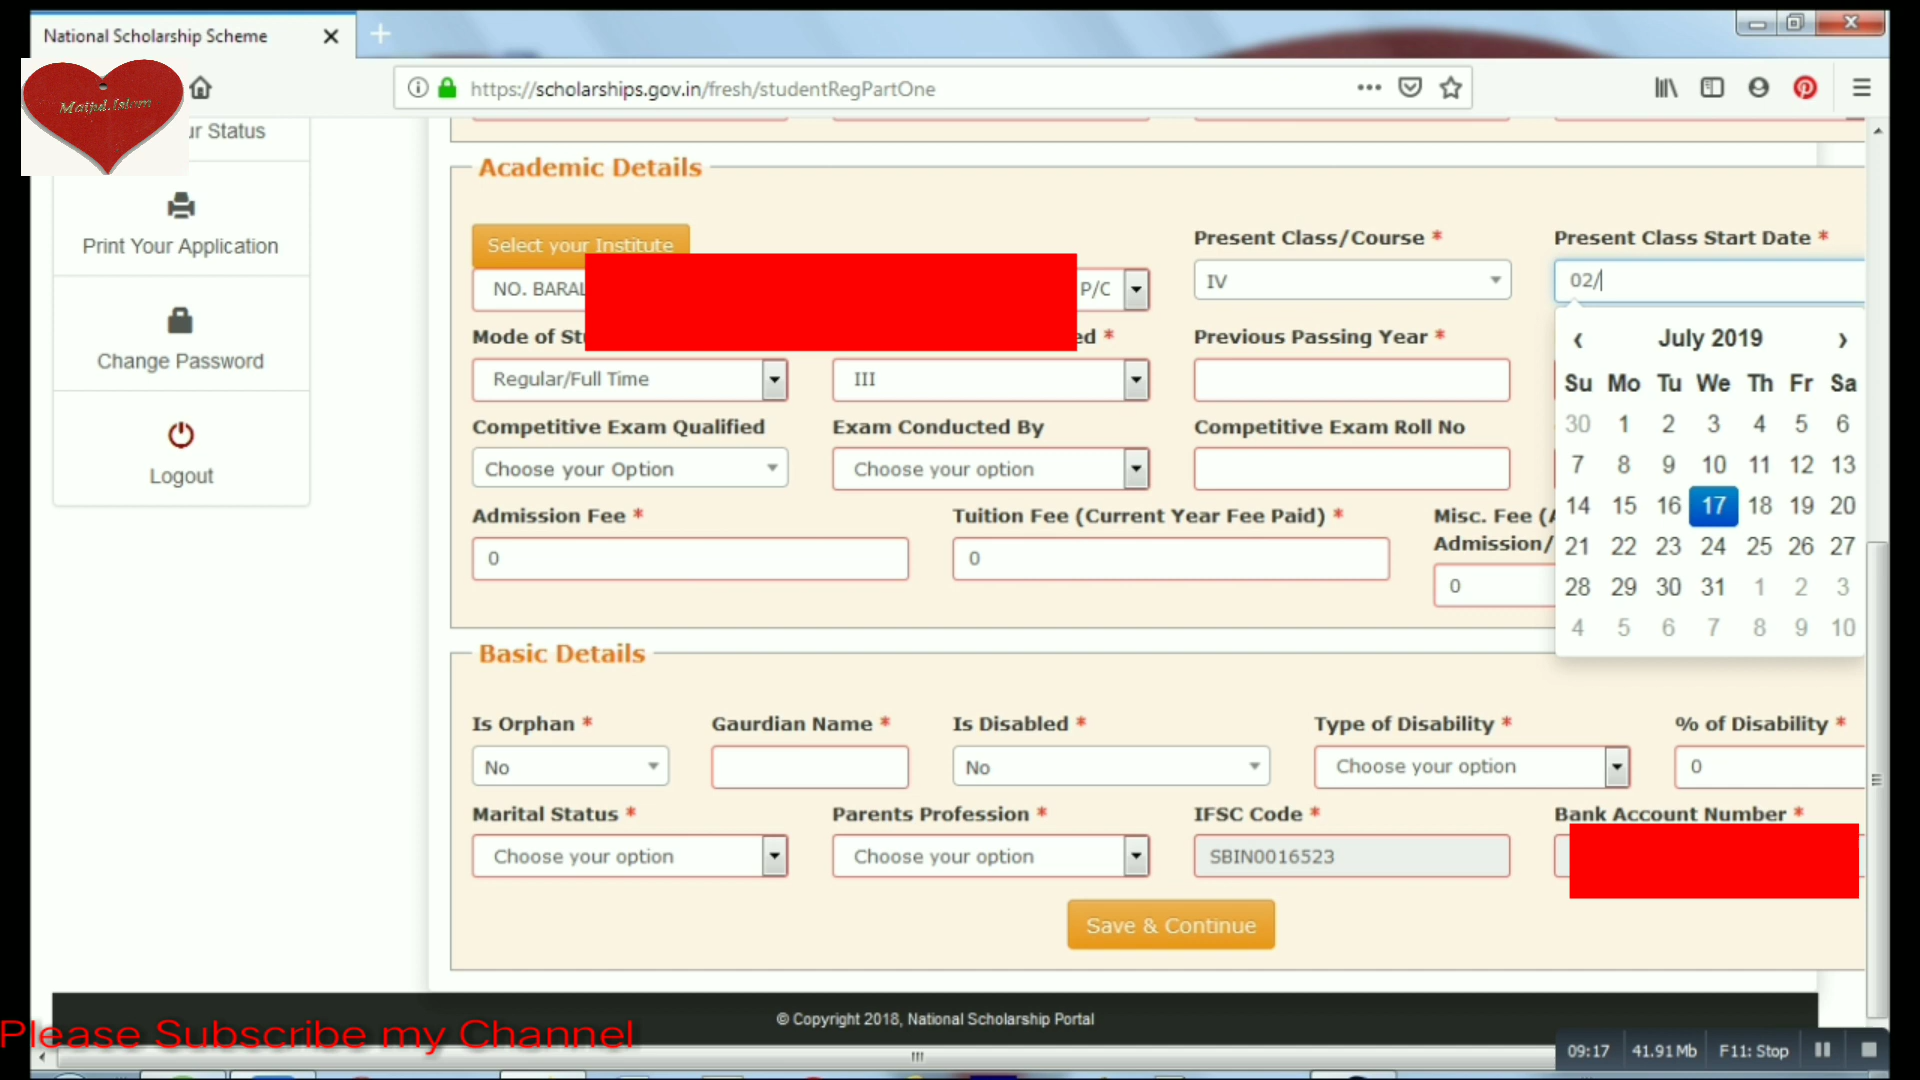 National Scholarship Scheme
https://scholarships.gov.in/fresh/studentRegPartOne
Maijul.Islam
ur Status
Print Your Application
Change Password
Logout
Academic Details
Select your Institute
NO. BARAL
P/C
Present Class/Course *
IV
Present Class Start Date *
02/
Mode of St
ed *
Previous Passing Year *
Regular/Full Time
III
July 2019
Su Mo Tu We Th Fr Sa
30 1 2 3 4 5 6
7 8 9 10 11 12 13
14 15 16 17 18 19 20
21 22 23 24 25 26 27
28 29 30 31 1 2 3
4 5 6 7 8 9 10
Competitive Exam Qualified
Exam Conducted By
Competitive Exam Roll No
Choose your Option
Choose your option
Admission Fee *
Tuition Fee (Current Year Fee Paid) *
Misc. Fee (
Admission/
0
0
0
Basic Details
Is Orphan *
Gaurdian Name *
Is Disabled *
Type of Disability *
% of Disability *
No
No
Choose your option
0
Marital Status *
Parents Profession *
IFSC Code *
Bank Account Number *
Choose your option
Choose your option
SBIN0016523
Save & Continue
© Copyright 2018, National Scholarship Portal
Please Subscribe my Channel
09:17 41.91 Mb F11: Stop